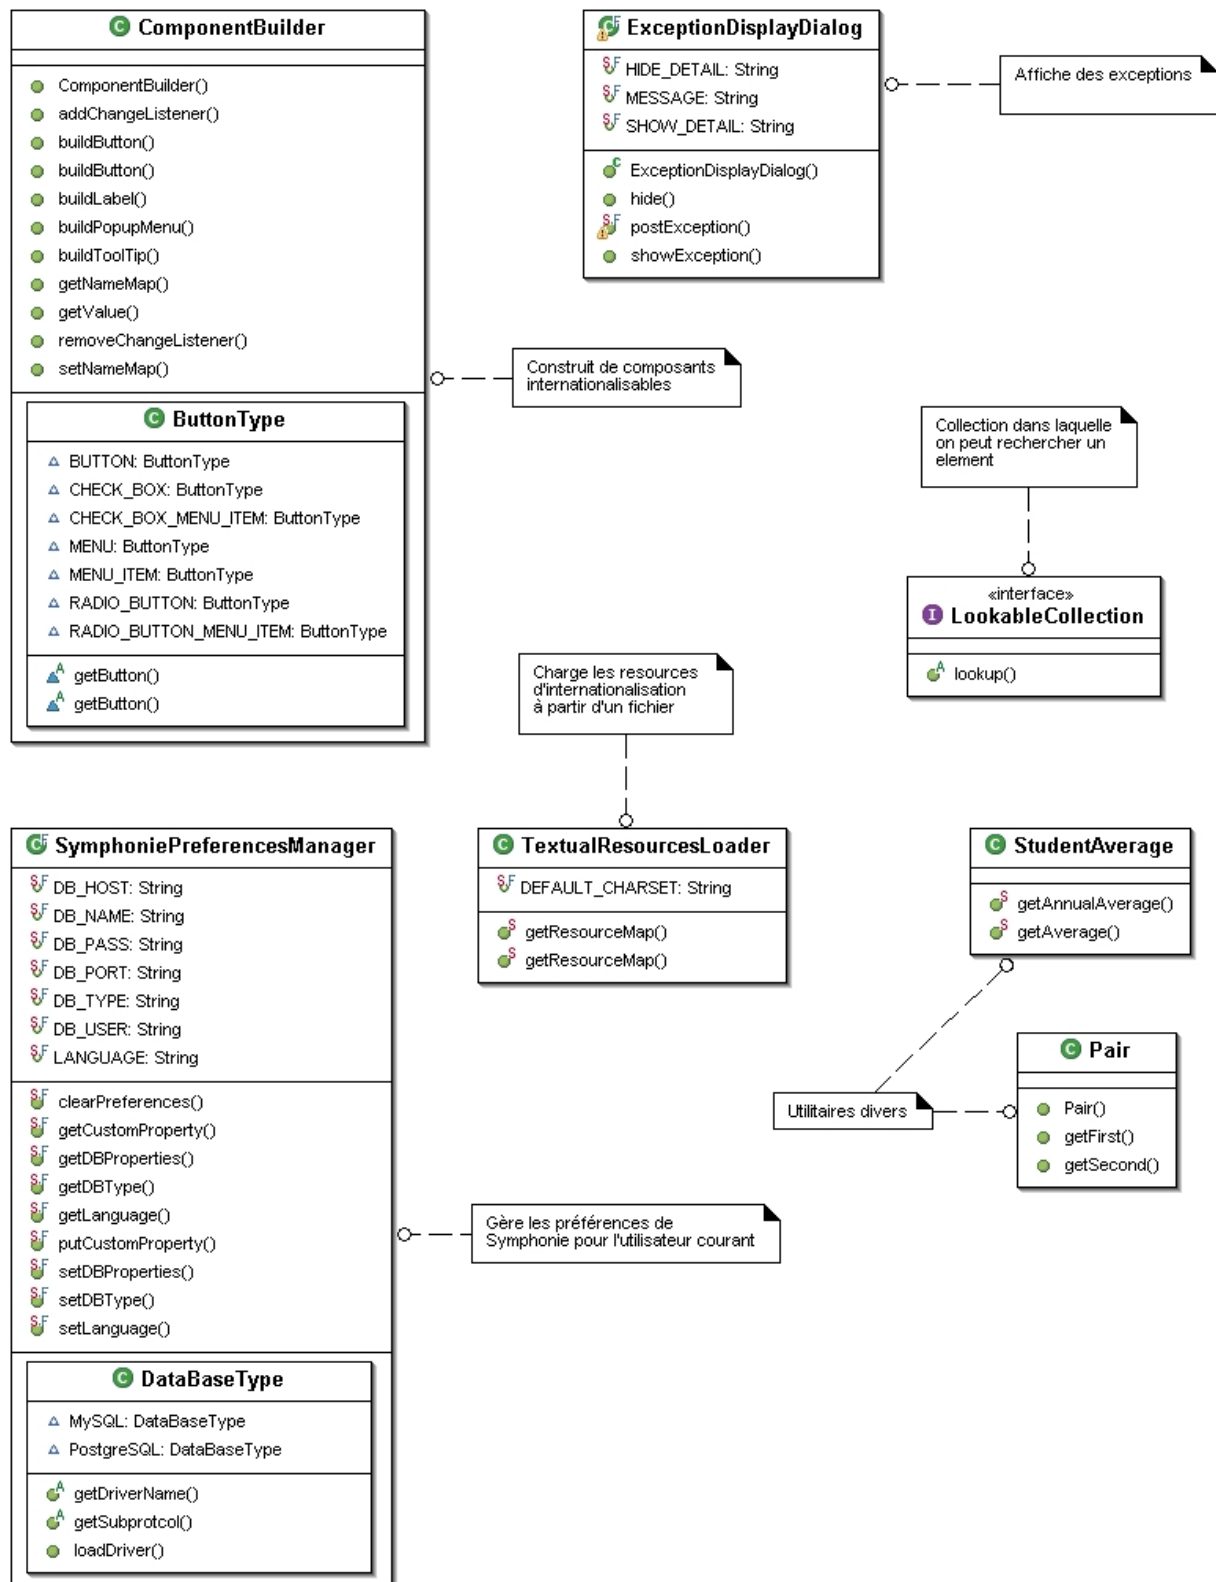 ComponentBuilder
ComponentBuilder()
addChangeListener()
buildButton()
buildButton()
buildLabel()
buildPopupMenu()
buildToolTip()
getNameMap()
getValue()
removeChangeListener()
setNameMap()
ButtonType
BUTTON: ButtonType
CHECK_BOX: ButtonType
CHECK_BOX_MENU_ITEM: ButtonType
MENU: ButtonType
MENU_ITEM: ButtonType
RADIO_BUTTON: ButtonType
RADIO_BUTTON_MENU_ITEM: ButtonType
getButton()
getButton()
Construit de composants
internationalisables
ExceptionDisplayDialog
HIDE_DETAIL: String
MESSAGE: String
SHOW_DETAIL: String
ExceptionDisplayDialog()
hide()
postException()
showException()
Affiche des exceptions
Collection dans laquelle
on peut rechercher un
element
«interface»
LookableCollection
lookup()
Charge les resources
d'internationalisation
à partir d'un fichier
TextualResourcesLoader
DEFAULT_CHARSET: String
getResourceMap()
getResourceMap()
StudentAverage
getAnnualAverage()
getAverage()
Utilitaires divers
Pair
Pair()
getFirst()
getSecond()
SymphoniePreferencesManager
DB_HOST: String
DB_NAME: String
DB_PASS: String
DB_PORT: String
DB_TYPE: String
DB_USER: String
LANGUAGE: String
clearPreferences()
getCustomProperty()
getDBProperties()
getDBType()
getLanguage()
putCustomProperty()
setDBProperties()
setDBType()
setLanguage()
DataBaseType
MySQL: DataBaseType
PostgreSQL: DataBaseType
getDriverName()
getSubprotcol()
loadDriver()
Gère les préférences de
Symphonie pour l'utilisateur courant